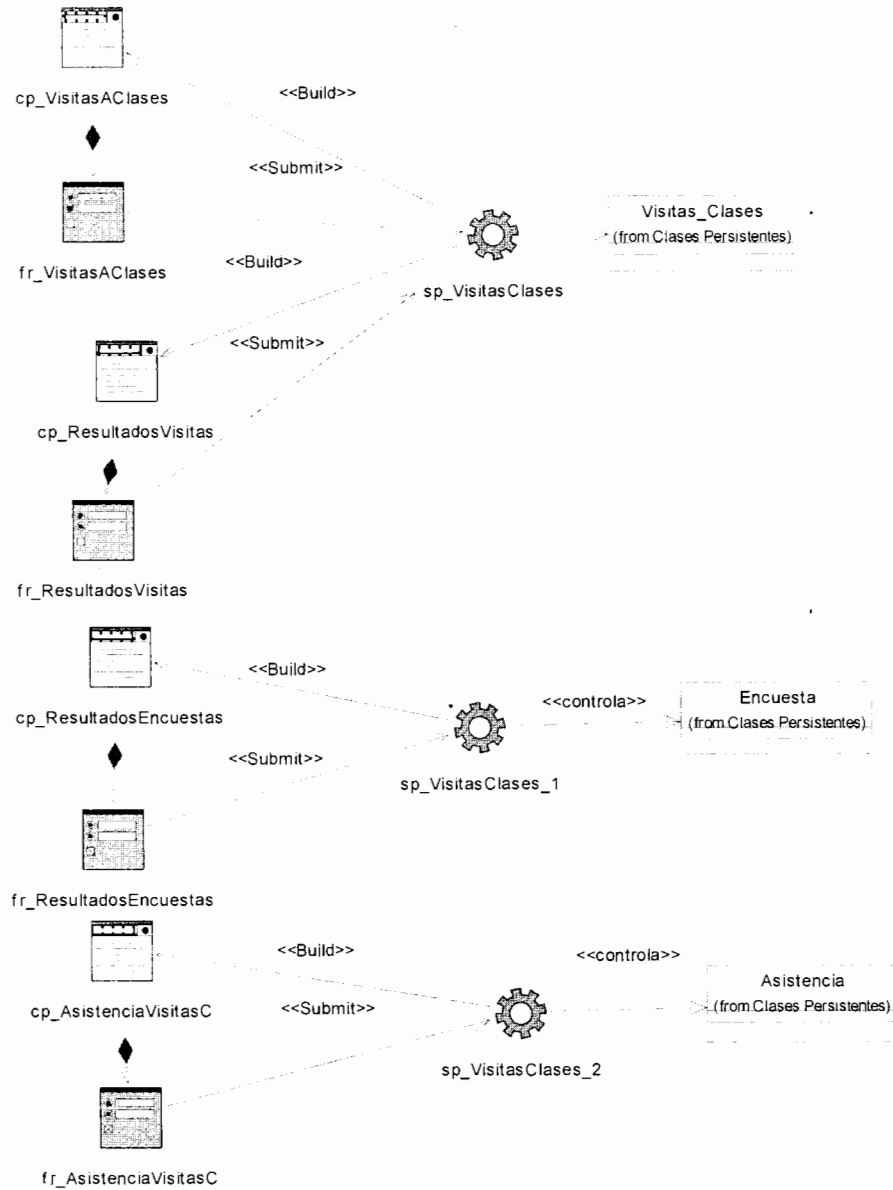 cp_VisitasAClases
<<Build>>
<<Submit>>
fr_VisitasAClases
<<Build>>
sp_VisitasClases
Visitas_Clases
(from Clases Persistentes)
<<Submit>>
cp_ResultadosVisitas
fr_ResultadosVisitas
<<Build>>
cp_ResultadosEncuestas
<<Submit>>
sp_VisitasClases_1
<<controla>>
Encuesta
(from Clases Persistentes)
fr_ResultadosEncuestas
<<Build>>
<<controla>>
cp_AsistenciaVisitasC
<<Submit>>
sp_VisitasClases_2
Asistencia
(from Clases Persistentes)
fr_AsistenciaVisitasC